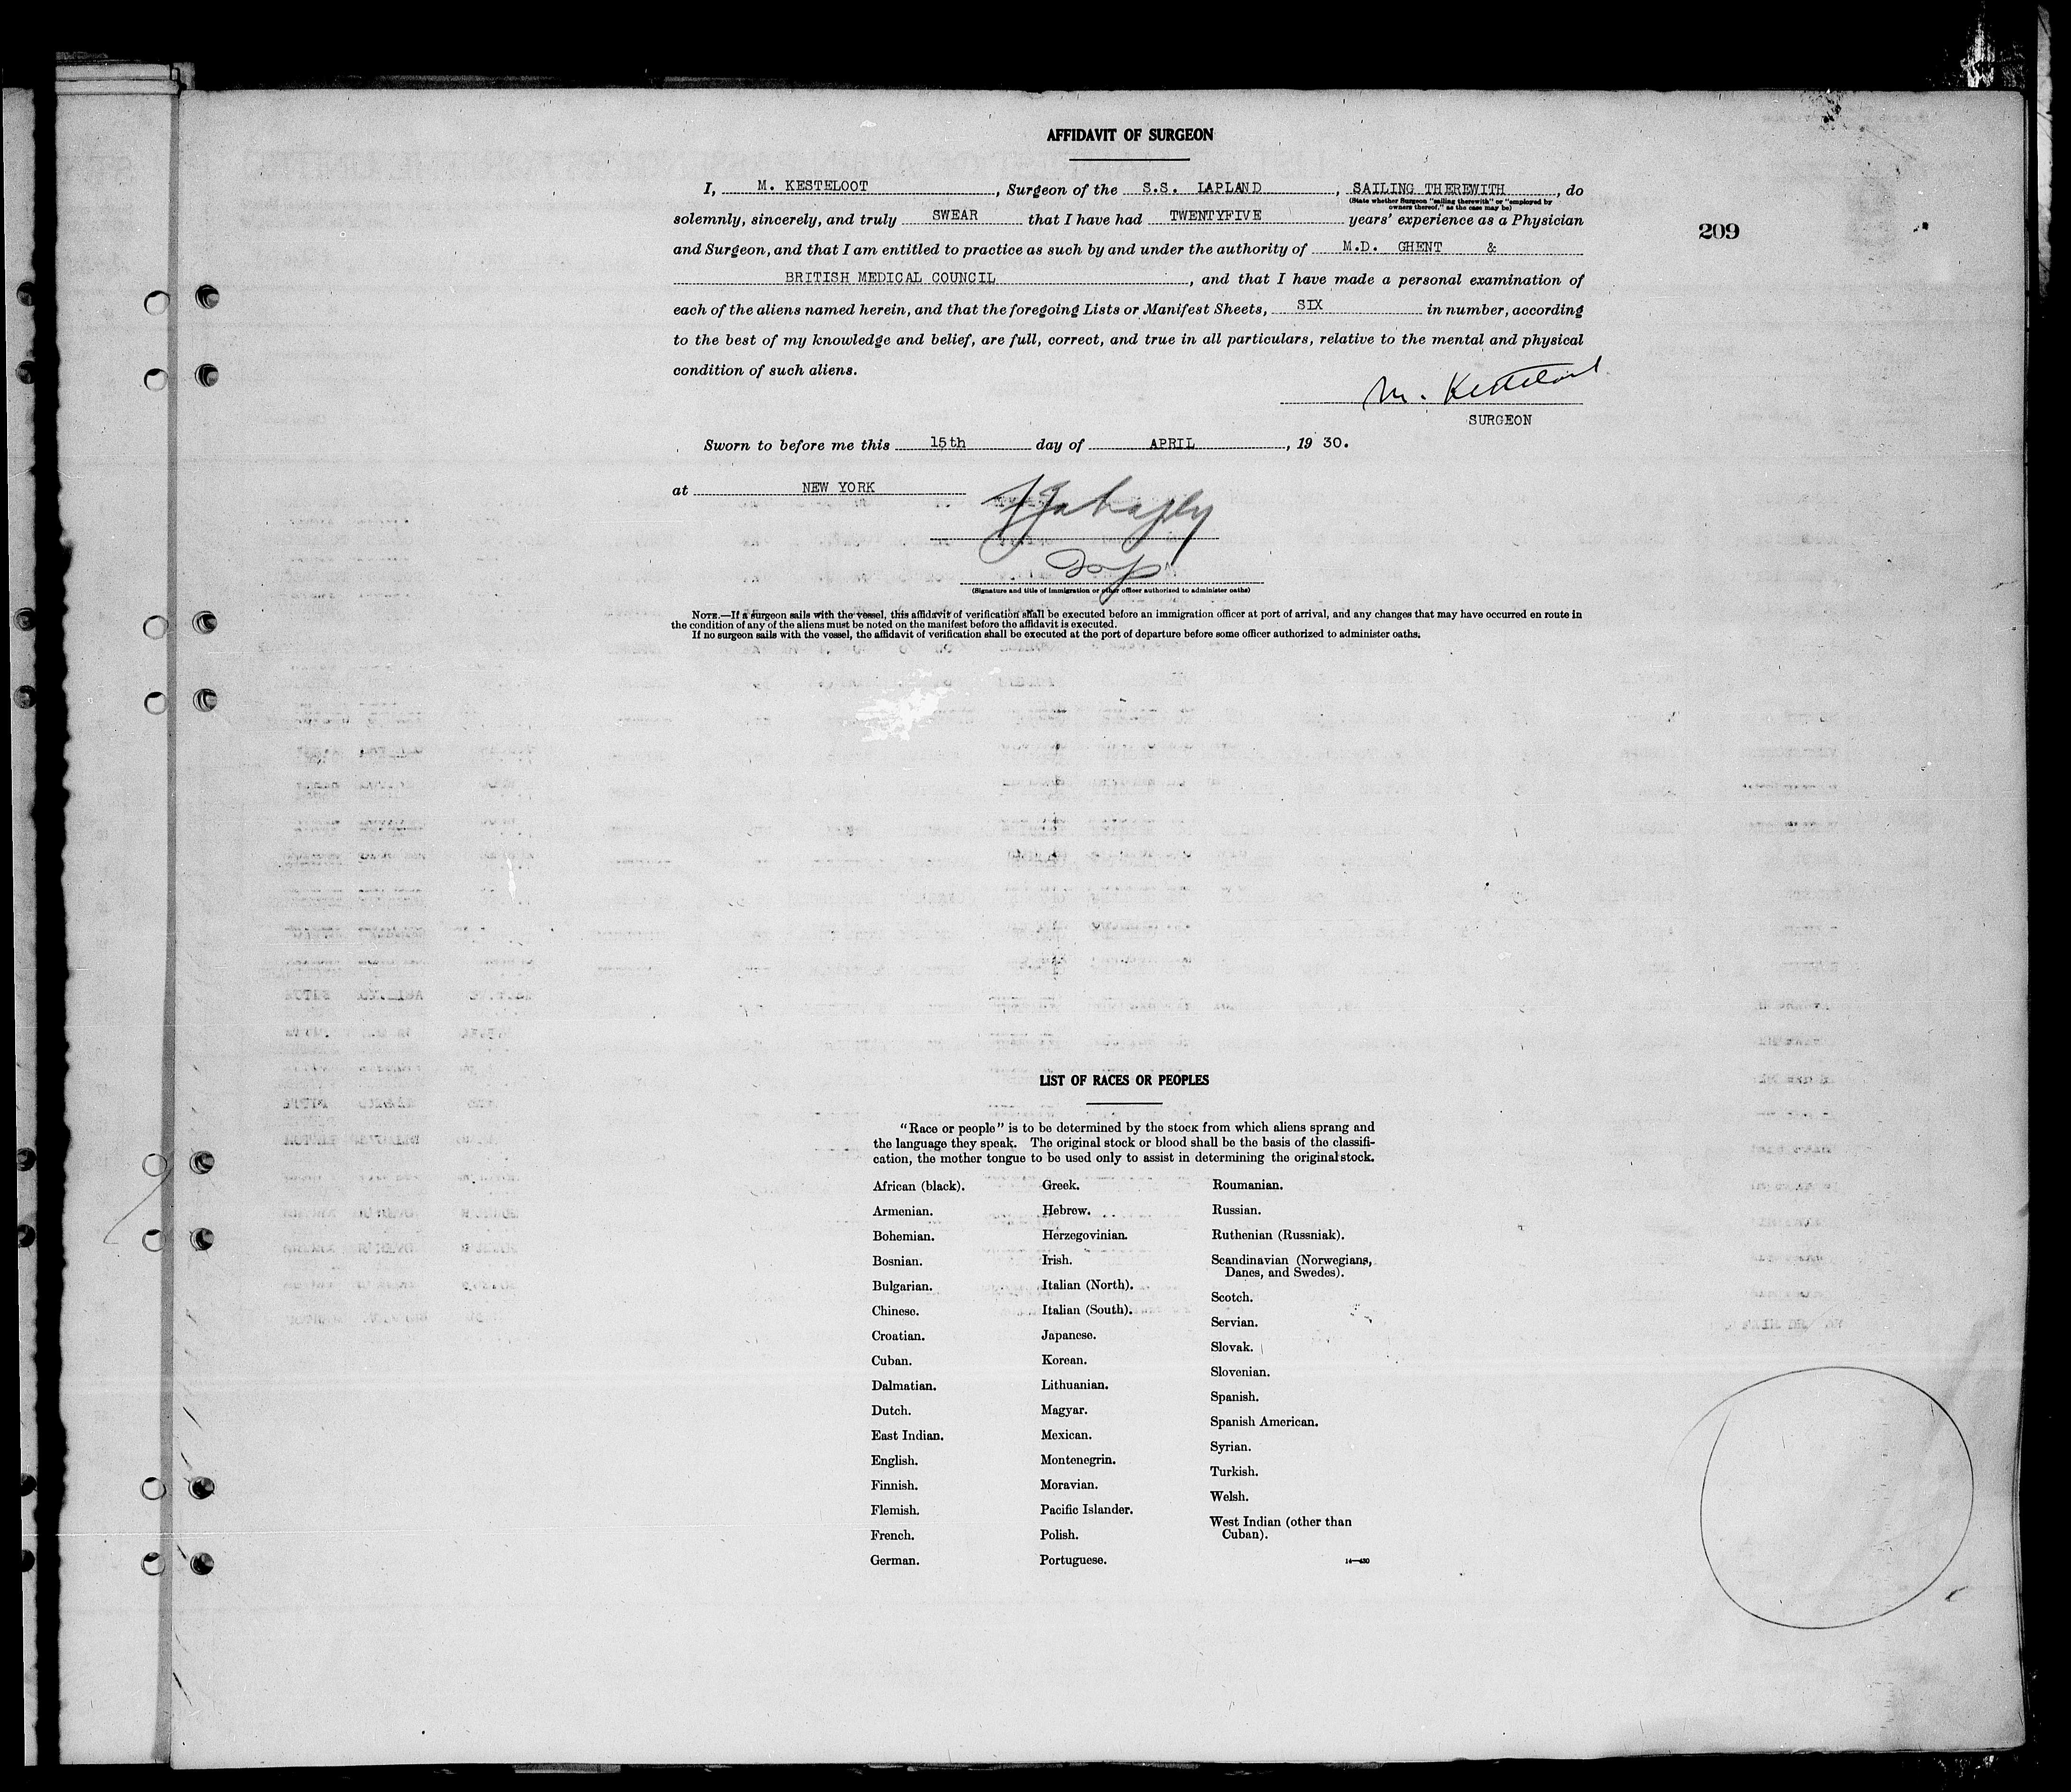 AFFIDAVIT OF SURGEON
I, M. KESTELOOT, Surgeon of the S.S. LAPLAND, SAILING THEREWITH, do
(State whether Surgeon "sailing therewith" or "employed by
owners thereof," as the case may be)
solemnly, sincerely, and truly SWEAR that I have had TWENTYFIVE years' experience as a Physician
209
and Surgeon, and that I am entitled to practice as such by and under the authority of M.D. GHENT &
BRITISH MEDICAL COUNCIL, and that I have made a personal examination of
each of the aliens named herein, and that the foregoing Lists or Manifest Sheets, SIX in number, according
to the best of my knowledge and belief, are full, correct, and true in all particulars, relative to the mental and physical
condition of such aliens.
M. Kesteloot
SURGEON
Sworn to before me this 15th day of APRIL, 1930.
at NEW YORK
(Signature and title of immigration or other officer authorized to administer oaths)
NOTE.—If a surgeon sails with the vessel, this affidavit of verification shall be executed before an immigration officer at port of arrival, and any changes that may have occurred en route in
the condition of any of the aliens must be noted on the manifest before the affidavit is executed.
If no surgeon sails with the vessel, the affidavit of verification shall be executed at the port of departure before some officer authorized to administer oaths.
LIST OF RACES OR PEOPLES
"Race or people" is to be determined by the stock from which aliens sprang and
the language they speak. The original stock or blood shall be the basis of the classifi-
cation, the mother tongue to be used only to assist in determining the original stock.
African (black).
Armenian.
Bohemian.
Bosnian.
Bulgarian.
Chinese.
Croatian.
Cuban.
Dalmatian.
Dutch.
East Indian.
English.
Finnish.
Flemish.
French.
German.
Greek.
Hebrew.
Herzegovinian.
Irish.
Italian (North).
Italian (South).
Japanese.
Korean.
Lithuanian.
Magyar.
Mexican.
Montenegrin.
Moravian.
Pacific Islander.
Polish.
Portuguese.
Roumanian.
Russian.
Ruthenian (Russniak).
Scandinavian (Norwegians,
Danes, and Swedes).
Scotch.
Servian.
Slovak.
Slovenian.
Spanish.
Spanish American.
Syrian.
Turkish.
Welsh.
West Indian (other than
Cuban).
14—430